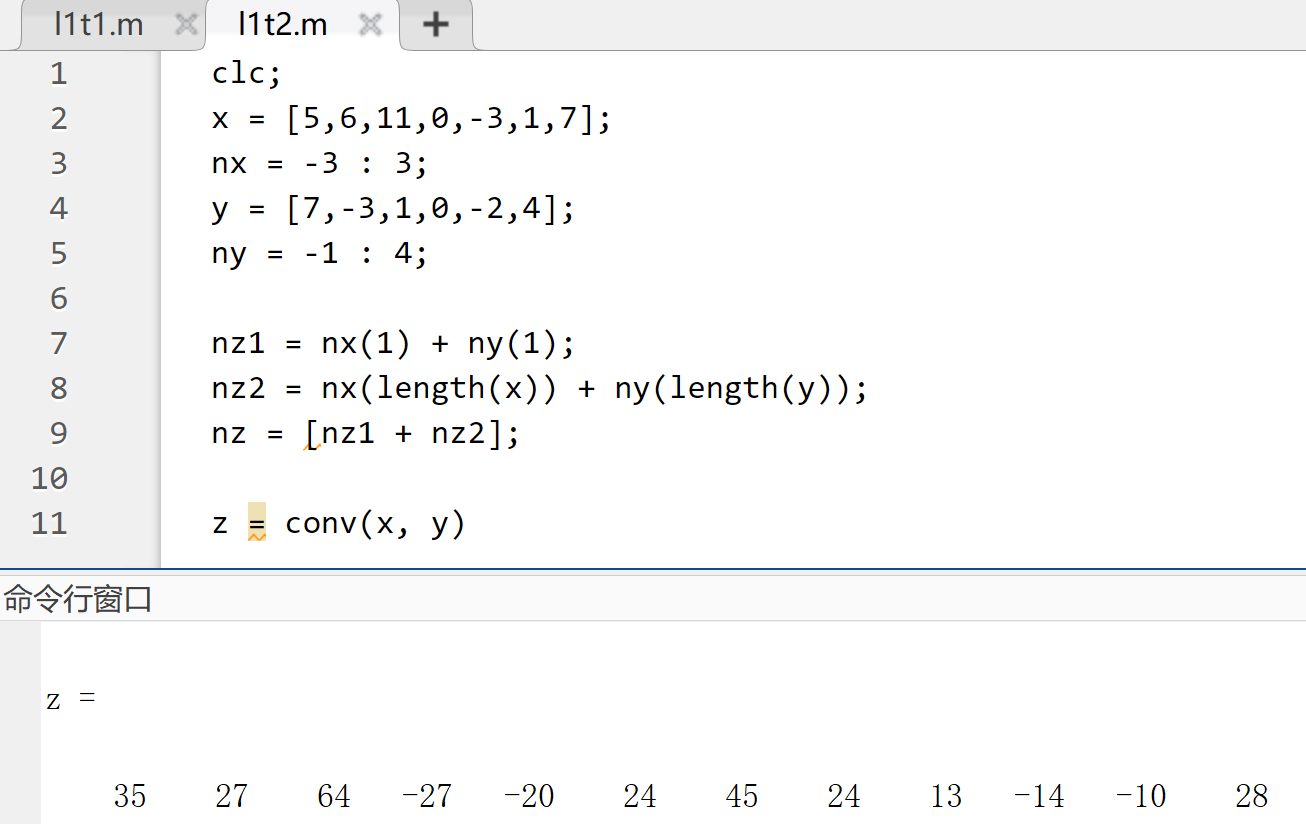 l1t1.m l1t2.m
1 clc;
2 x = [5,6,11,0,-3,1,7];
3 nx = -3 : 3;
4 y = [7,-3,1,0,-2,4];
5 ny = -1 : 4;
6
7 nz1 = nx(1) + ny(1);
8 nz2 = nx(length(x)) + ny(length(y));
9 nz = [nz1 + nz2];
10
11 z = conv(x, y)
命令行窗口
z =
35 27 64 -27 -20 24 45 24 13 -14 -10 28